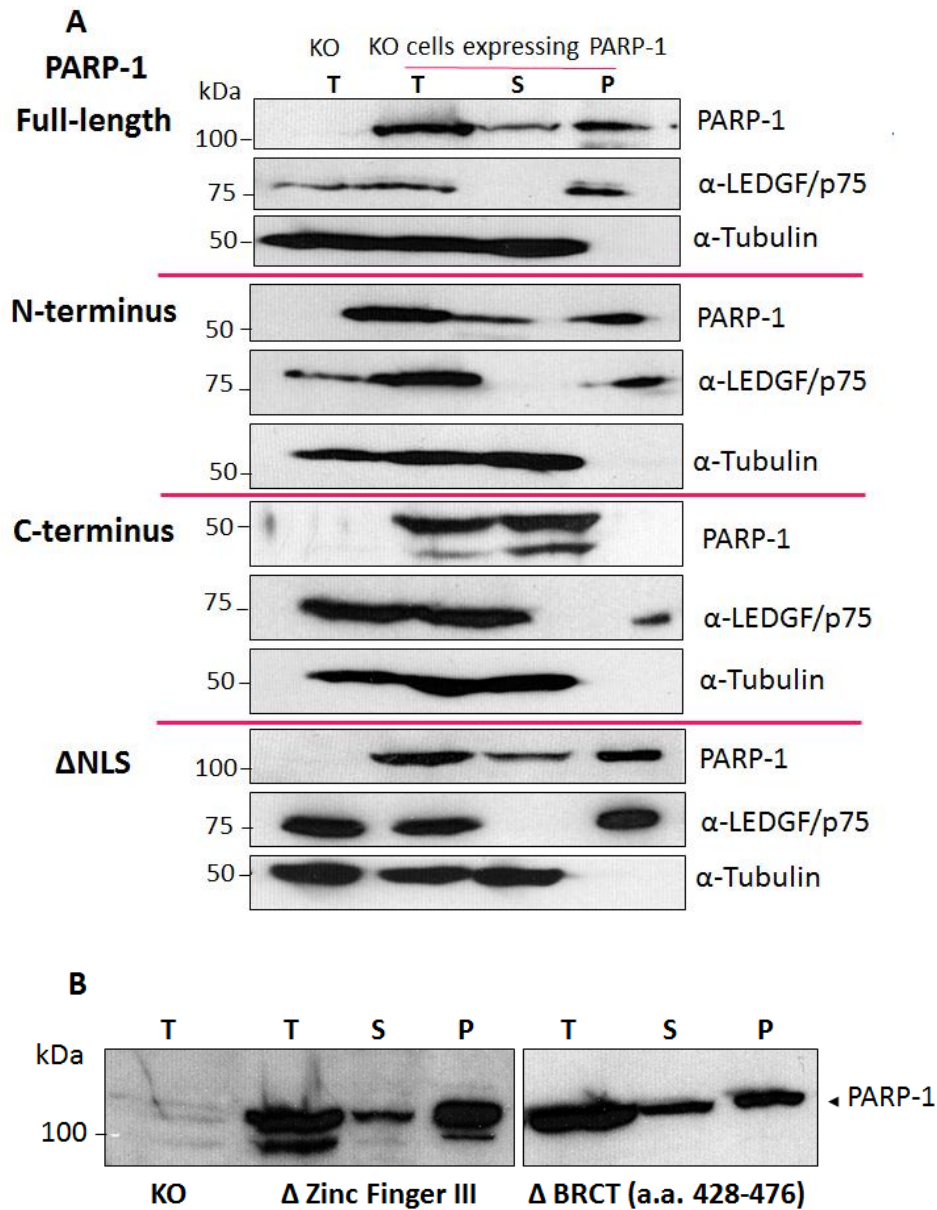 A
PARP-1
Full-length
KO KO cells expressing PARP-1
T T S P
kDa
100 PARP-1
75 α-LEDGF/p75
50 α-Tubulin
N-terminus
50 PARP-1
75 α-LEDGF/p75
50 α-Tubulin
C-terminus
50 PARP-1
75 α-LEDGF/p75
50 α-Tubulin
ΔNLS
100 PARP-1
75 α-LEDGF/p75
50 α-Tubulin
B
T T S P T S P
kDa
PARP-1
100
KO Δ Zinc Finger III Δ BRCT (a.a. 428-476)